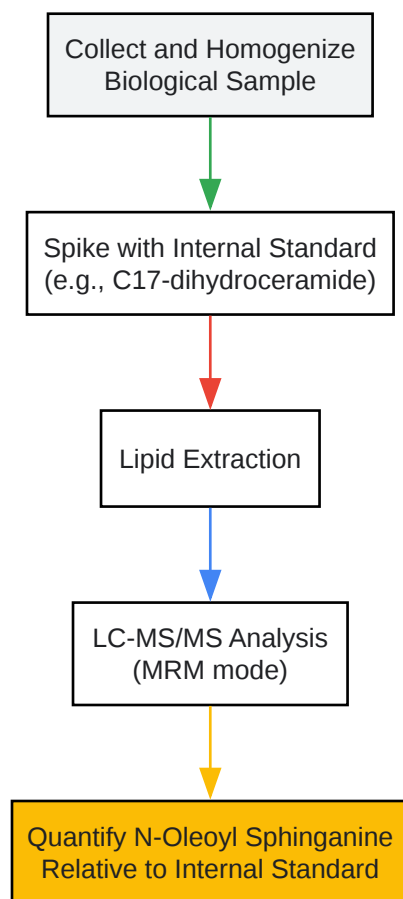 Collect and Homogenize
Biological Sample
Spike with Internal Standard
(e.g., C17-dihydroceramide)
Lipid Extraction
LC-MS/MS Analysis
(MRM mode)
Quantify N-Oleoyl Sphinganine
Relative to Internal Standard